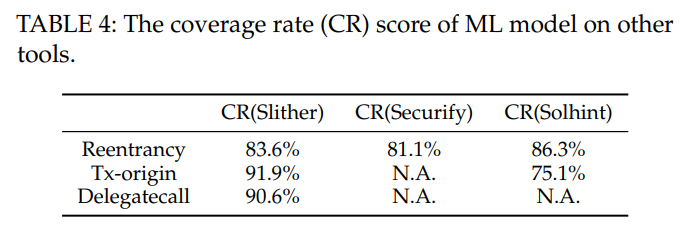 TABLE 4: The coverage rate (CR) score of ML model on other
tools.
CR(Slither) CR(Securify) CR(Solhint)
Reentrancy 83.6% 81.1% 86.3%
Tx-origin 91.9% N.A. 75.1%
Delegatecall 90.6% N.A. N.A.